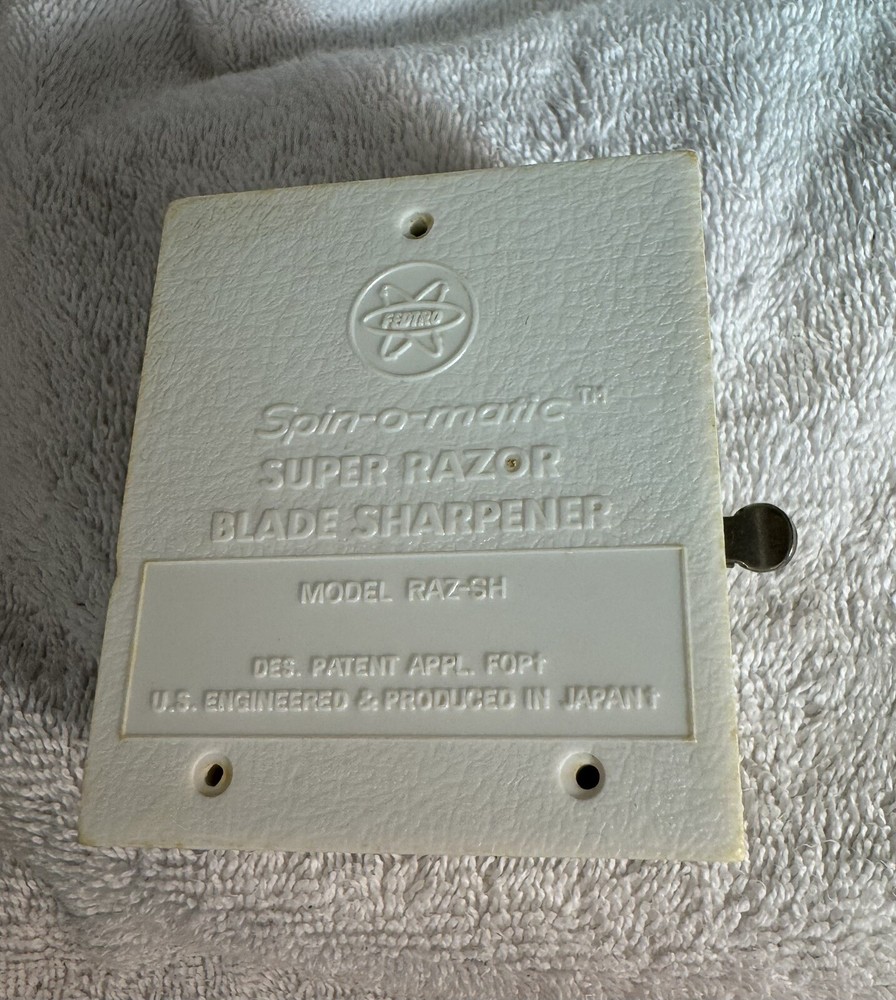 FEDTRO
Spin-o-matic™
SUPER RAZOR
BLADE SHARPENER
MODEL RAZ-SH
DES. PATENT APPL. FOR†
U.S. ENGINEERED & PRODUCED IN JAPAN†